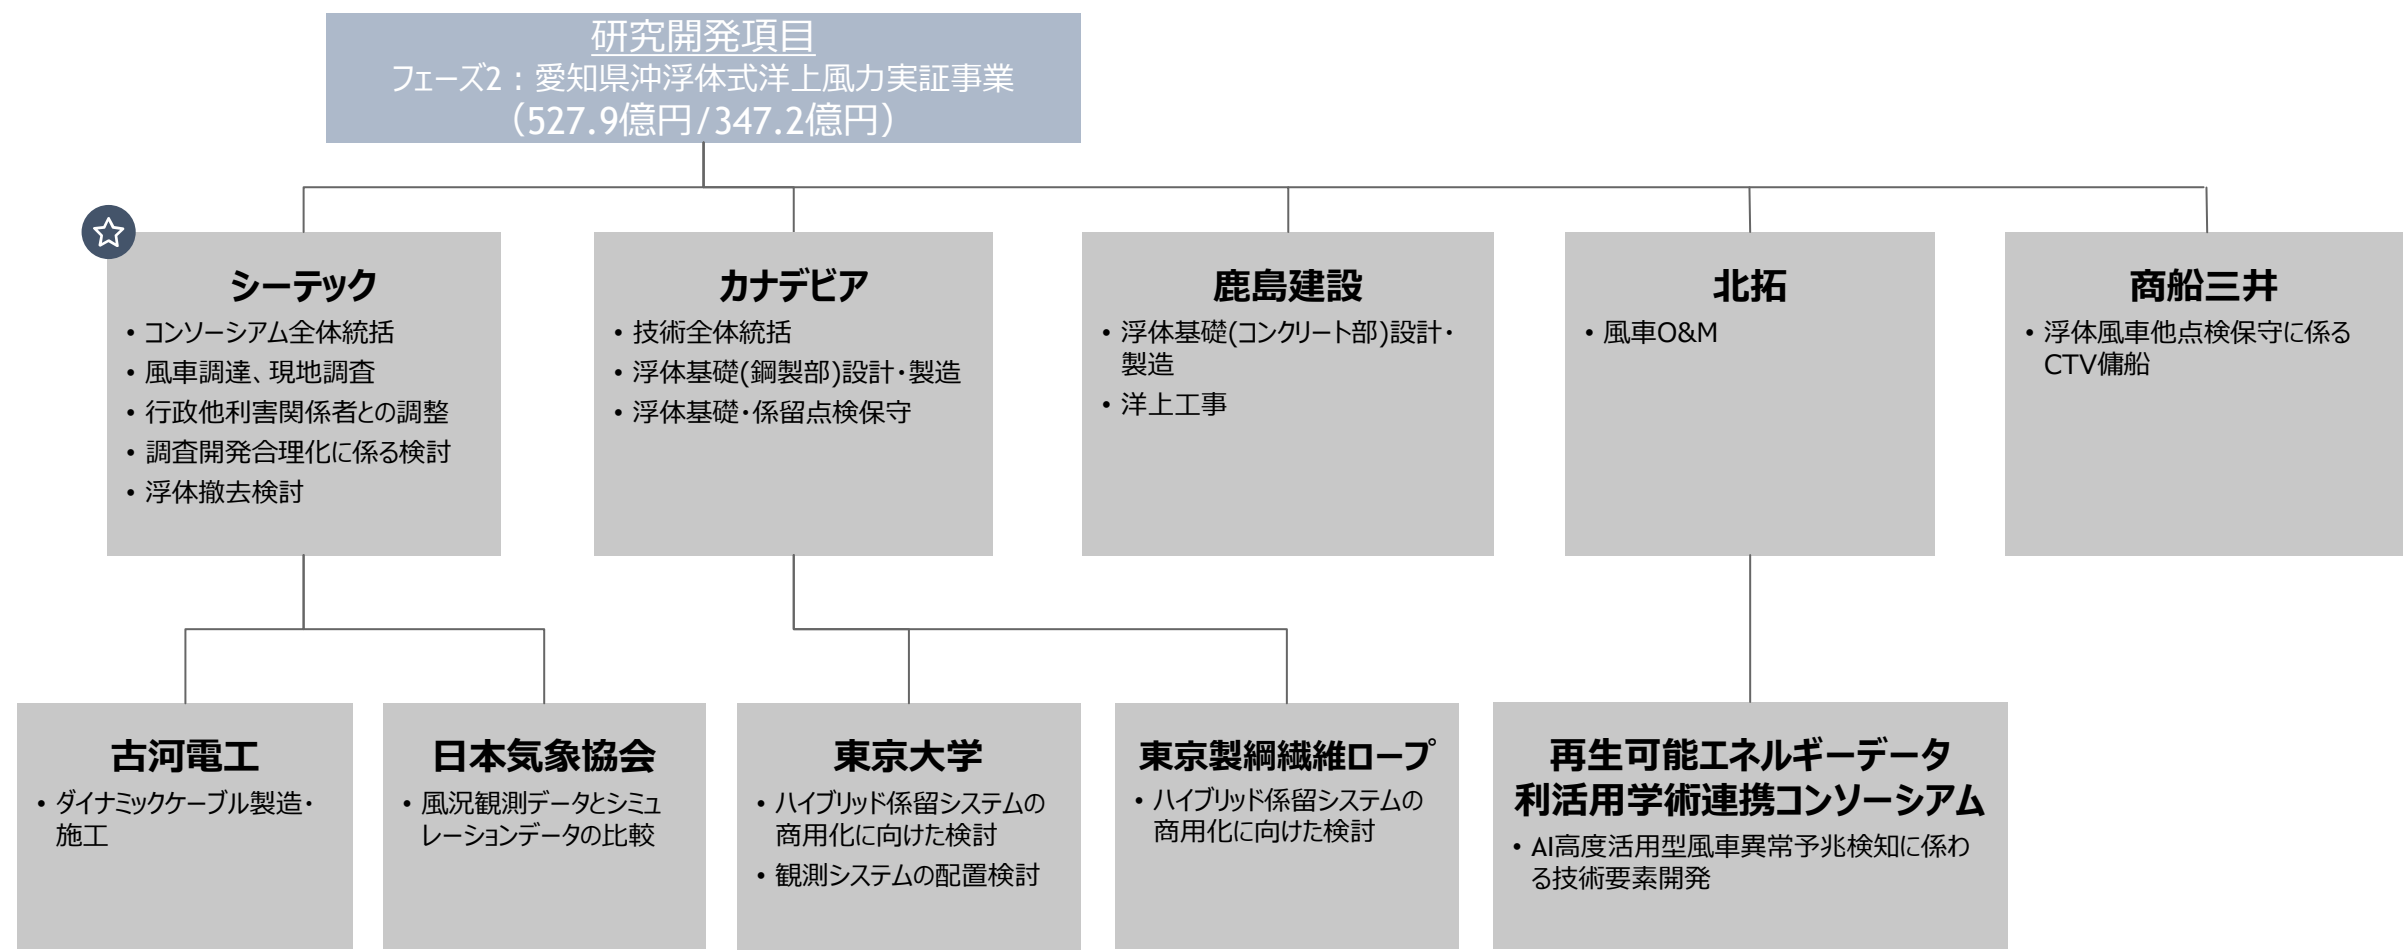 研究開発項目
フェーズ2：愛知県沖浮体式洋上風力実証事業
（527.9億円/347.2億円）
シーテック
• コンソーシアム全体統括
• 風車調達、現地調査
• 行政他利害関係者との調整
• 調査開発合理化に係る検討
• 浮体撤去検討
カナデビア
• 技術全体統括
• 浮体基礎(鋼製部)設計・製造
• 浮体基礎・係留点検保守
鹿島建設
• 浮体基礎(コンクリート部)設計・
製造
• 洋上工事
北拓
• 風車O&M
商船三井
• 浮体風車他点検保守に係る
CTV傭船
古河電工
• ダイナミックケーブル製造・
施工
日本気象協会
• 風況観測データとシミュ
レーションデータの比較
東京大学
• ハイブリッド係留システムの
商用化に向けた検討
• 観測システムの配置検討
東京製綱繊維ロープ
• ハイブリッド係留システムの
商用化に向けた検討
再生可能エネルギーデータ
利活用学術連携コンソーシアム
• AI高度活用型風車異常予兆検知に係わ
る技術要素開発